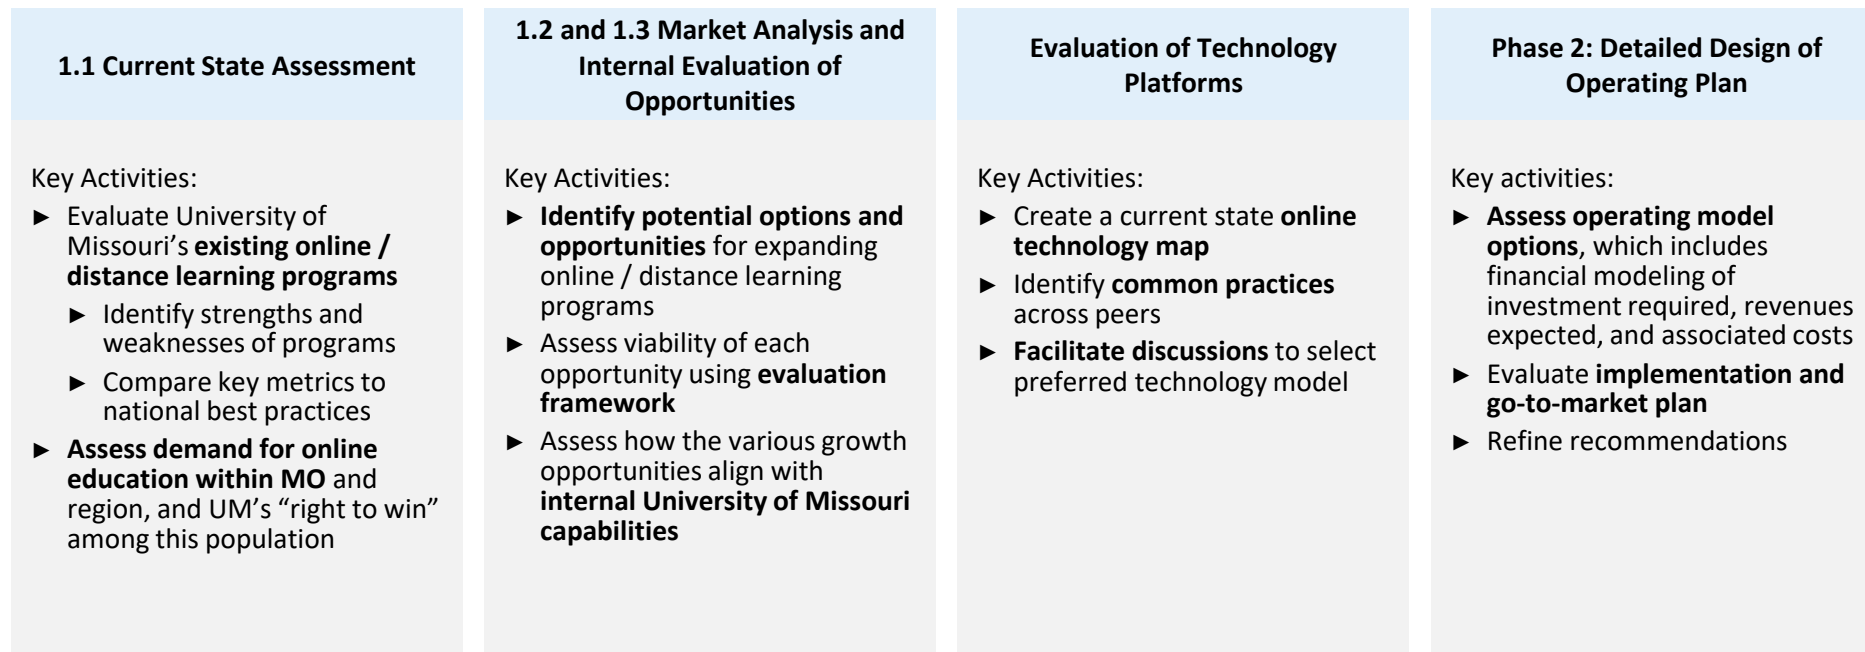 1.1 Current State Assessment
Key Activities:
► Evaluate University of
Missouri’s existing online /
distance learning programs
► Identify strengths and
weaknesses of programs
► Compare key metrics to
national best practices
► Assess demand for online
education within MO and
region, and UM’s “right to win”
among this population
1.2 and 1.3 Market Analysis and
Internal Evaluation of
Opportunities
Key Activities:
► Identify potential options and
opportunities for expanding
online / distance learning
programs
► Assess viability of each
opportunity using evaluation
framework
► Assess how the various growth
opportunities align with
internal University of Missouri
capabilities
Evaluation of Technology
Platforms
Key Activities:
► Create a current state online
technology map
► Identify common practices
across peers
► Facilitate discussions to select
preferred technology model
Phase 2: Detailed Design of
Operating Plan
Key activities:
► Assess operating model
options, which includes
financial modeling of
investment required, revenues
expected, and associated costs
► Evaluate implementation and
go-to-market plan
► Refine recommendations